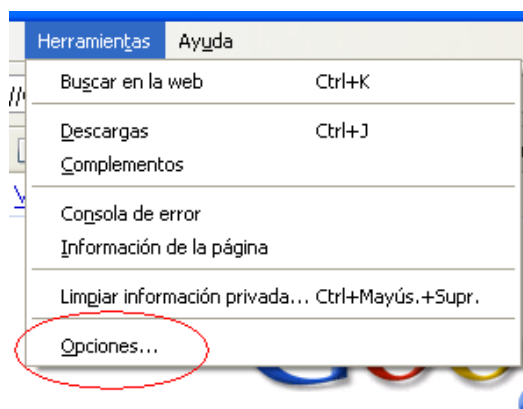 Herramientas Ayuda
Buscar en la web Ctrl+K
Descargas Ctrl+J
Complementos
Consola de error
Información de la página
Limpiar información privada... Ctrl+Mayús.+Supr.
Opciones...